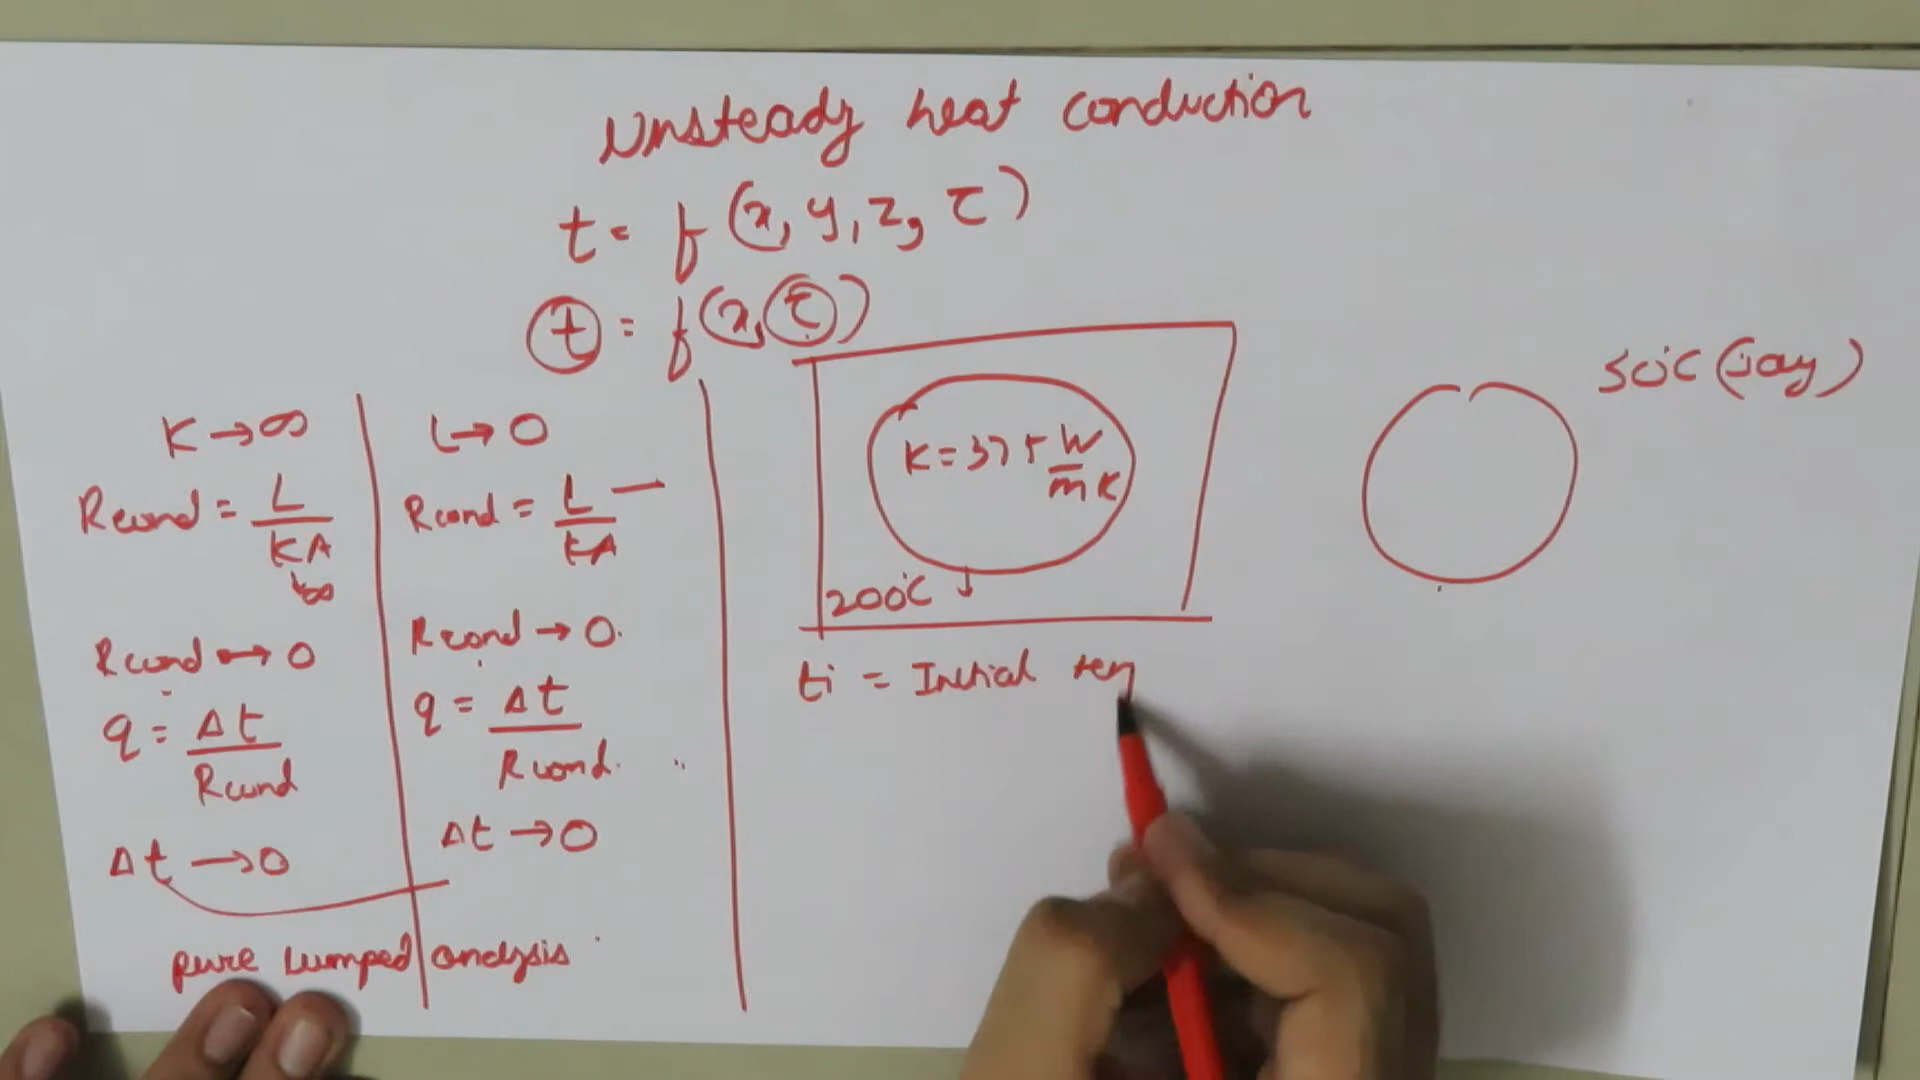 Unsteady heat conduction
t = f (x, y, z, τ)
t = f(x, τ)
K → ∞
Rcond = L / KA
∞
Rcond → 0
q = Δt / Rcond
Δt → 0
L → 0
Rcond = L / KA
Rcond → 0.
q = Δt / Rcond.
Δt → 0
pure Lumped analysis
K = 375 W / m K
200°C
ti = Initial tem
50°C (say)